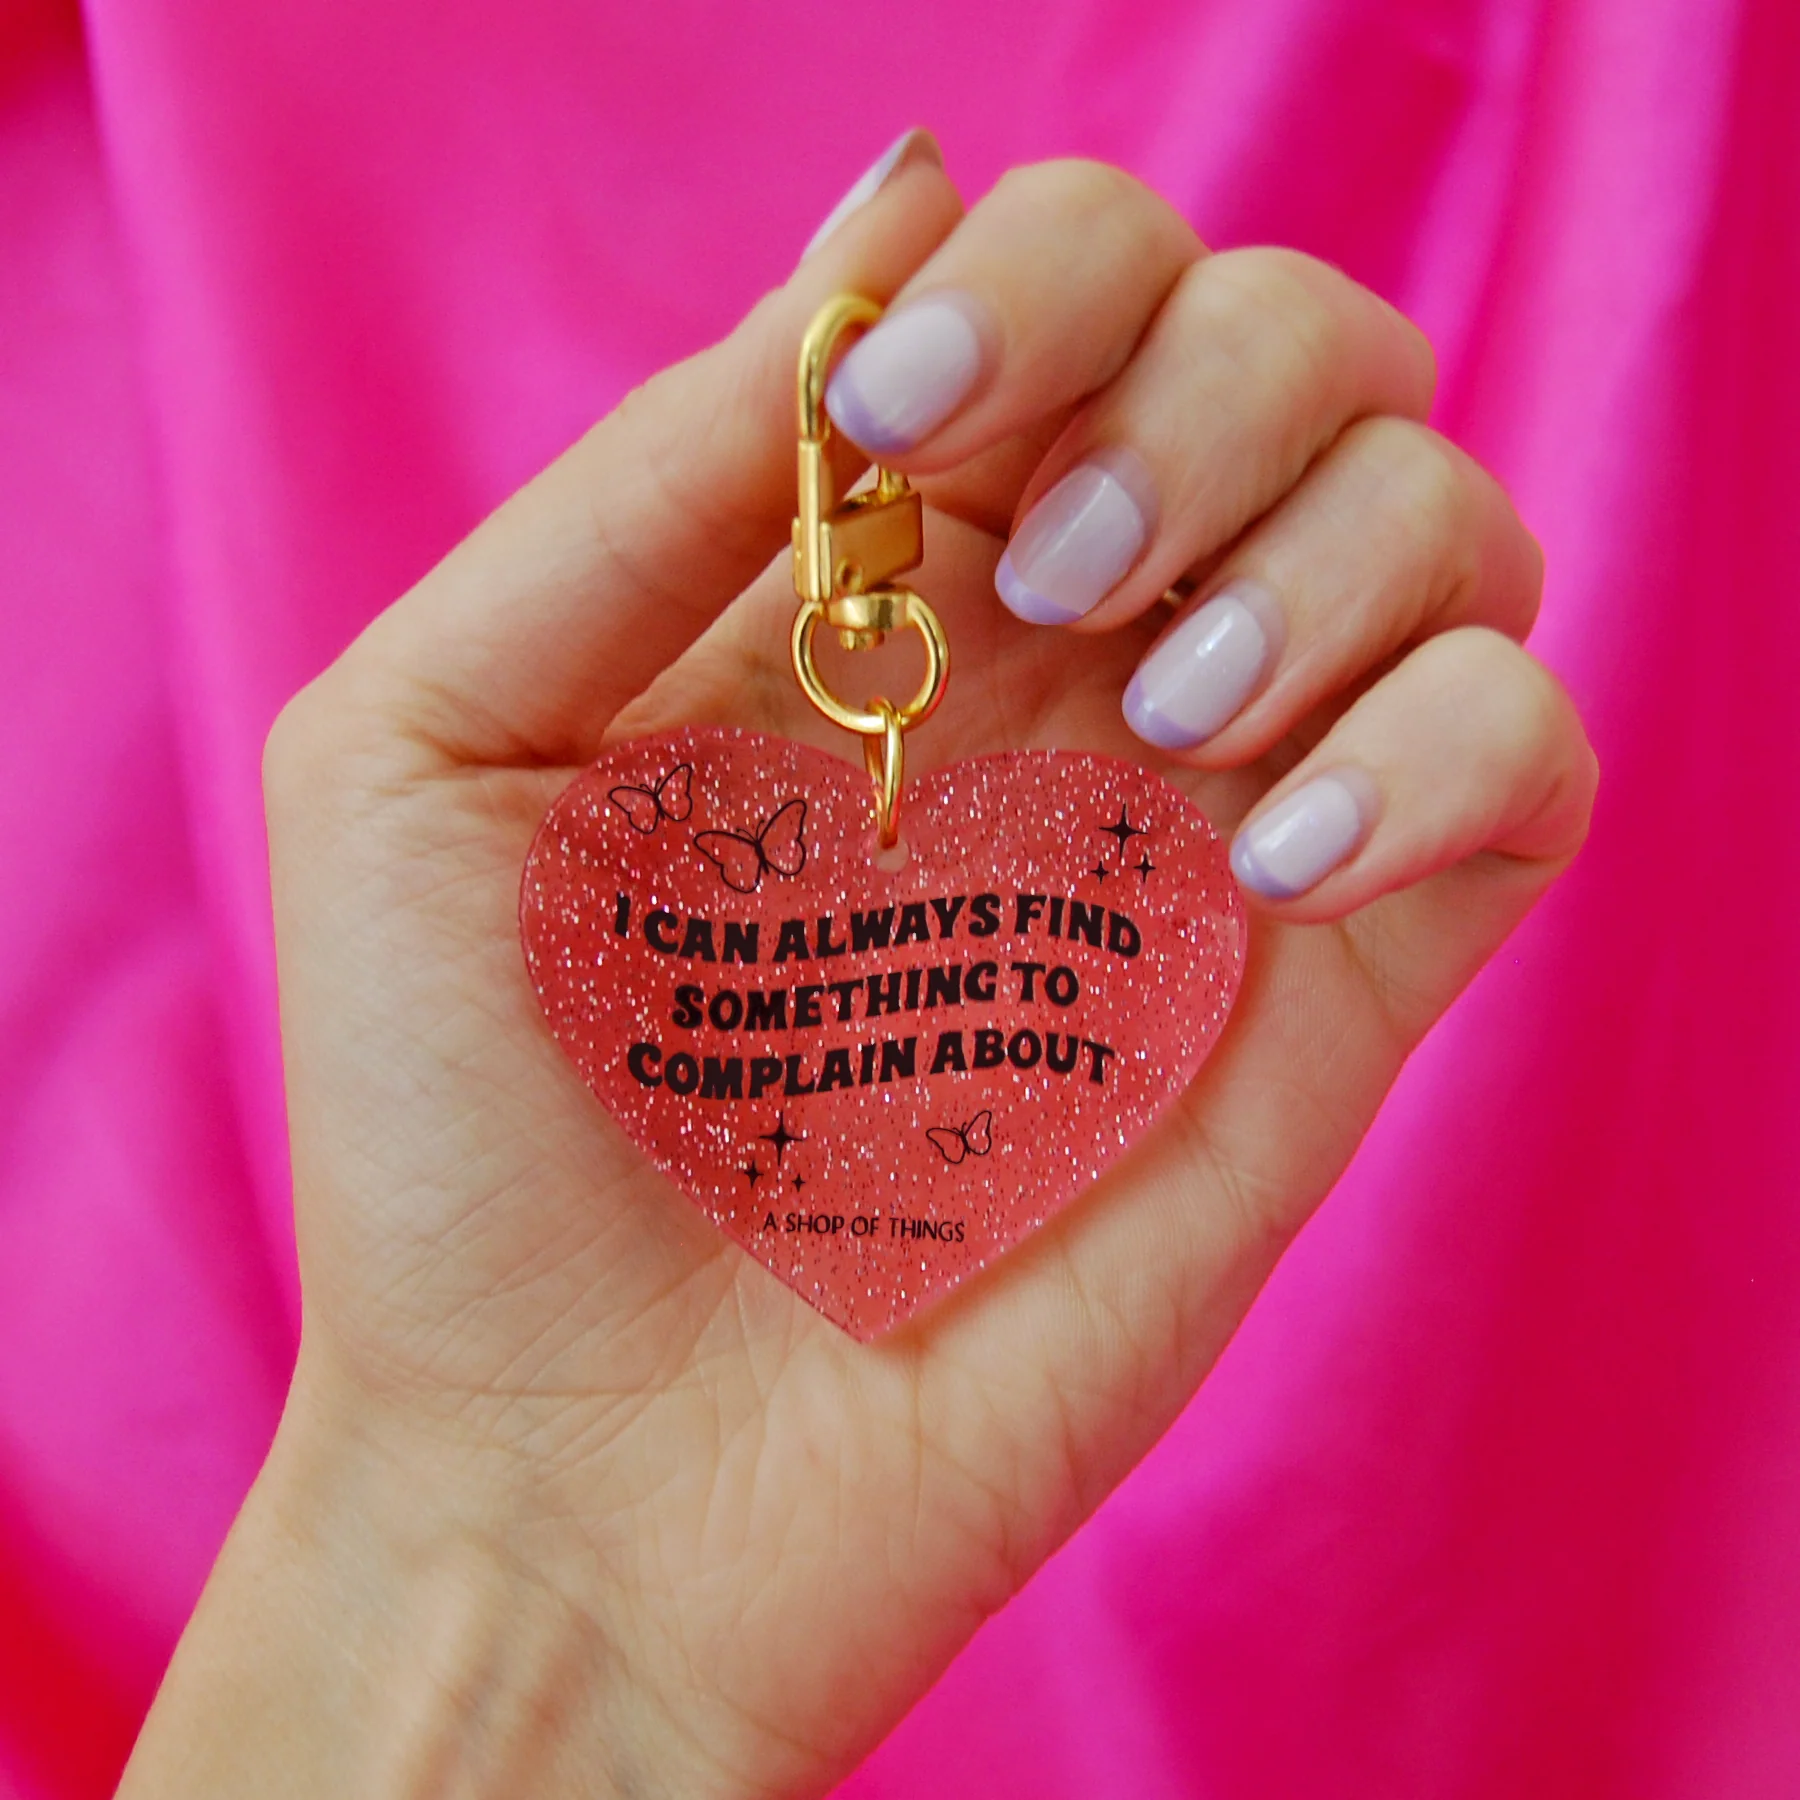 I CAN ALWAYS FIND
SOMETHING TO
COMPLAIN ABOUT
A SHOP OF THINGS